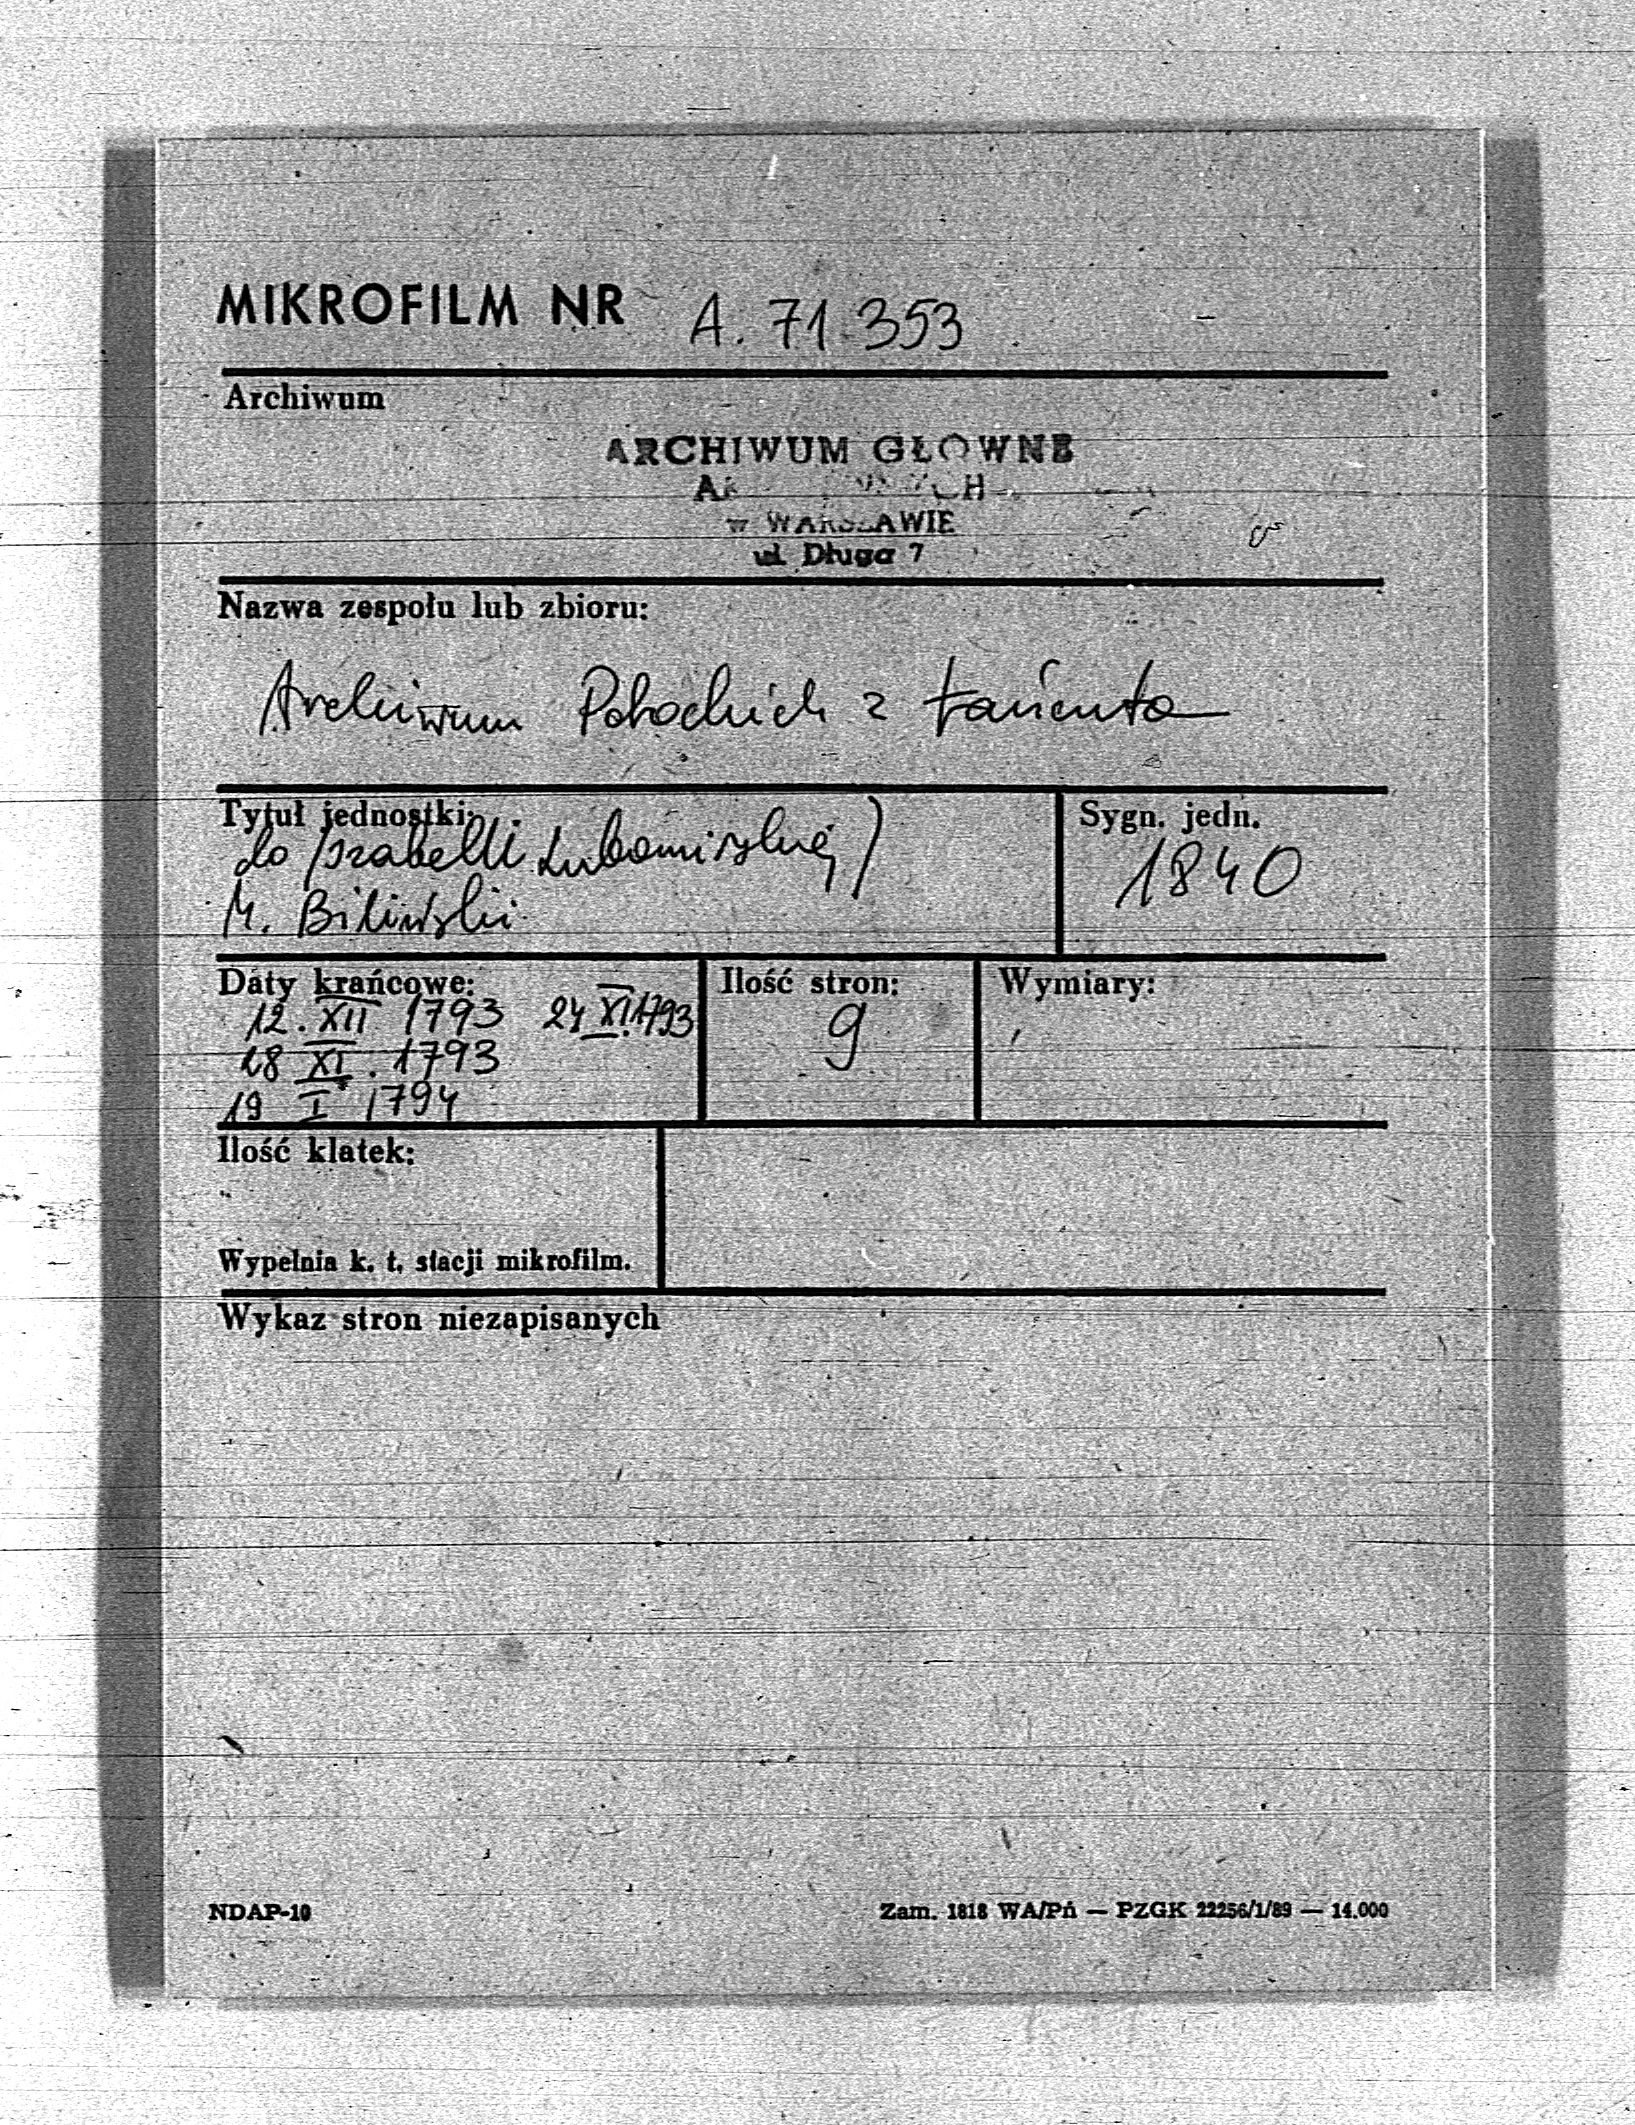 MIKROFILM NR A. 71 353
Archiwum
ARCHIWUM GŁOWNE
w WARSZAWIE
ul. Długa 7
Nazwa zespołu lub zbioru:
Archiwum Potockich z Łańcuta
Tytuł jednostki:
do Izabelli Lubomirskiej)
M. Biliński
Sygn. jedn.
1840
Daty krańcowe:
12. XII 1793 24 XI.1793
28 XI. 1793
19 I 1794
Ilość stron:
9
Wymiary:
Ilość klatek:
Wypełnia k. t. stacji mikrofilm.
Wykaz stron niezapisanych
NDAP-10
Zam. 1818 WA/Pń — PZGK 22256/1/89 — 14.000